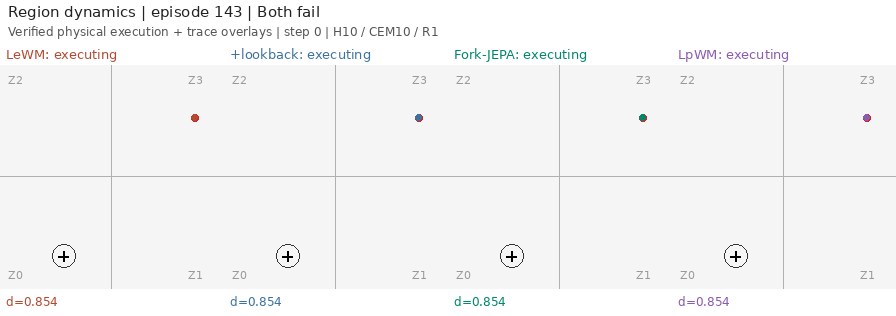 Region dynamics | episode 143 | Both fail
Verified physical execution + trace overlays | step 0 | H10 / CEM10 / R1
LeWM: executing +lookback: executing Fork-JEPA: executing LpWM: executing
Z2 Z3 Z2 Z3 Z2 Z3 Z2 Z3
Z0 Z1 Z0 Z1 Z0 Z1 Z0 Z1
d=0.854 d=0.854 d=0.854 d=0.854